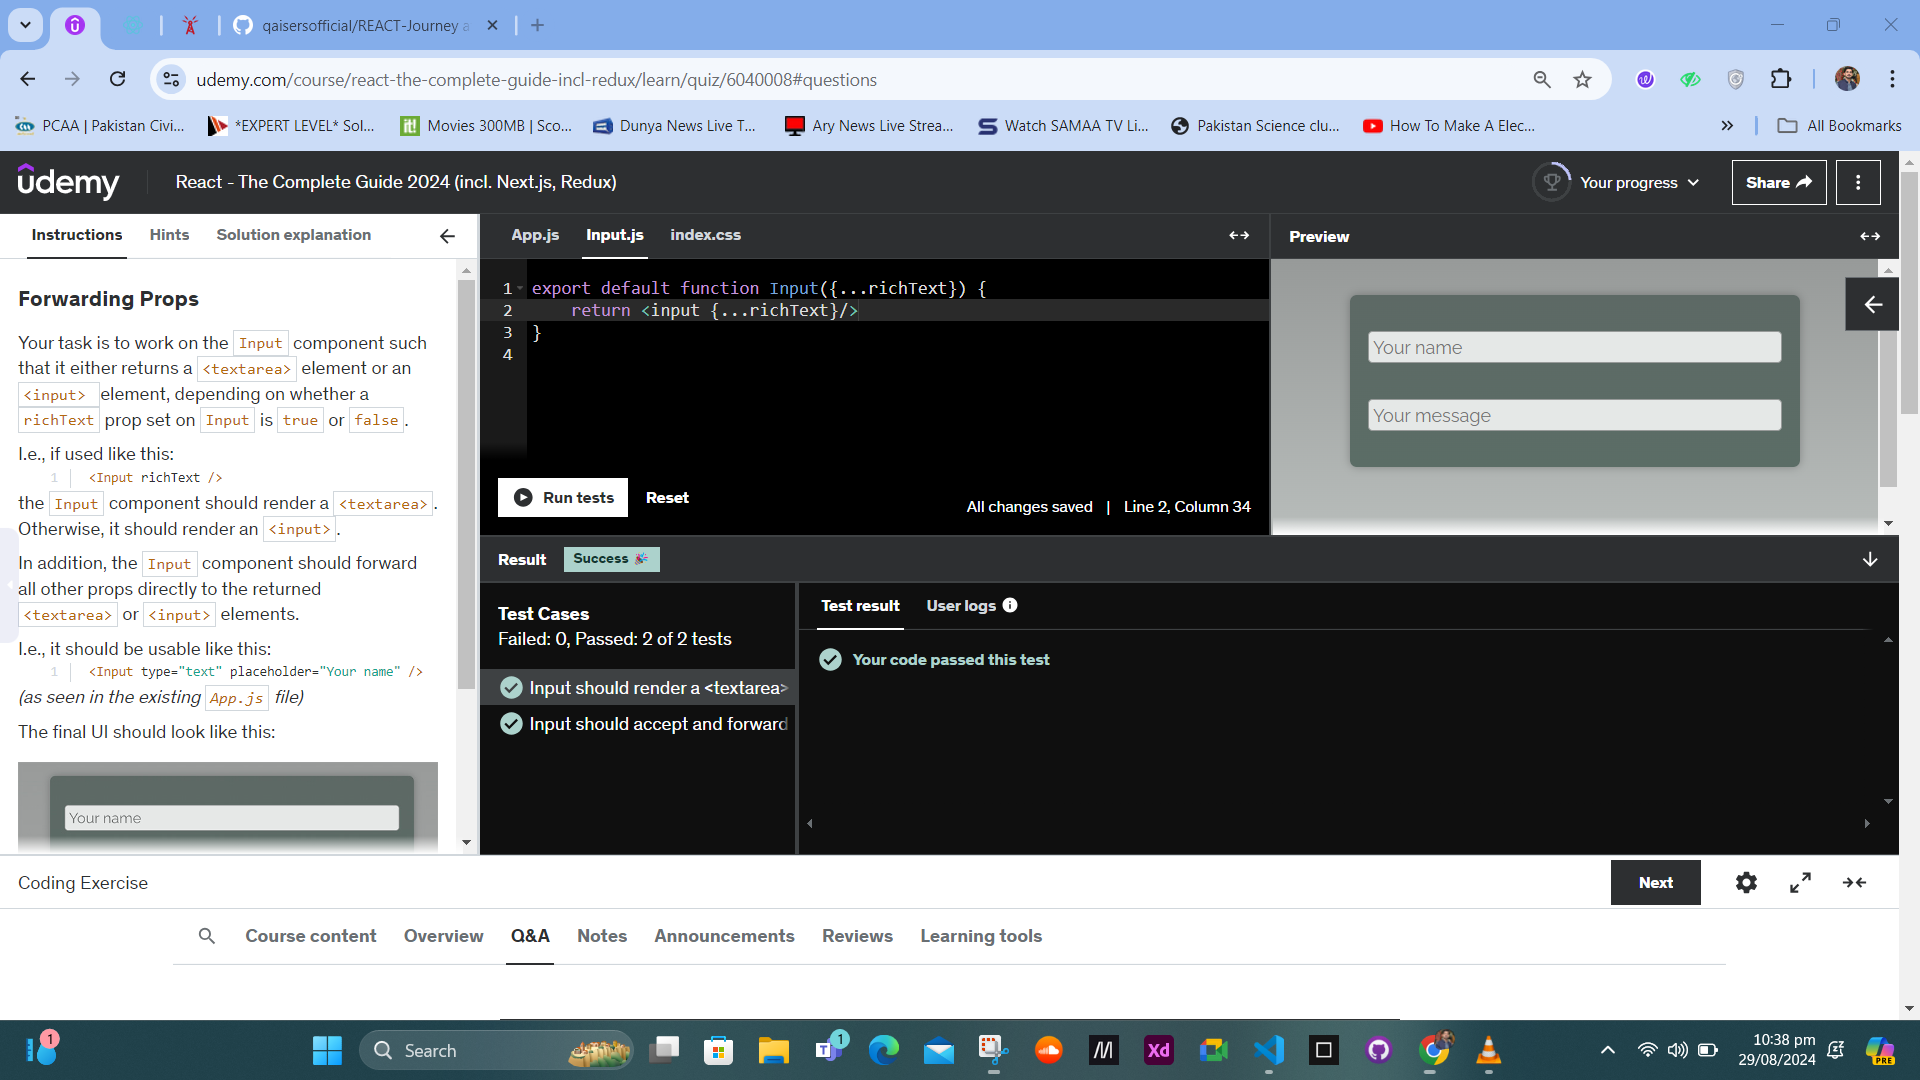 qaisersofficial/REACT-Journey a
udemy.com/course/react-the-complete-guide-incl-redux/learn/quiz/6040008#questions
PCAA | Pakistan Civi...
*EXPERT LEVEL* Sol...
Movies 300MB | Sco...
Dunya News Live T...
Ary News Live Strea...
Watch SAMAA TV Li...
Pakistan Science clu...
How To Make A Elec...
All Bookmarks
udemy
React - The Complete Guide 2024 (incl. Next.js, Redux)
Your progress
Share
Instructions
Hints
Solution explanation
Forwarding Props
Your task is to work on the Input component such
that it either returns a <textarea> element or an
<input> element, depending on whether a
richText prop set on Input is true or false.
I.e., if used like this:
1 <Input richText />
the Input component should render a <textarea>.
Otherwise, it should render an <input>.
In addition, the Input component should forward
all other props directly to the returned
<textarea> or <input> elements.
I.e., it should be usable like this:
1 <Input type="text" placeholder="Your name" />
(as seen in the existing App.js file)
The final UI should look like this:
Your name
App.js
Input.js
index.css
1 export default function Input({...richText}) {
2 return <input {...richText}/>
3 }
4
Run tests
Reset
All changes saved | Line 2, Column 34
Preview
Your name
Your message
Result
Success
Test Cases
Failed: 0, Passed: 2 of 2 tests
Input should render a <textarea>
Input should accept and forward
Test result
User logs
Your code passed this test
Coding Exercise
Next
Course content
Overview
Q&A
Notes
Announcements
Reviews
Learning tools
1
Search
1
Xd
10:38 pm
29/08/2024
PRE